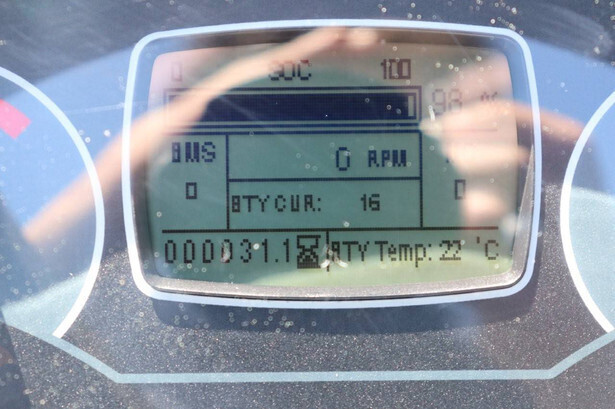 0 SOC 100
98 %
BMS 0 RPM
0 0
BTY CUR: 16
000031.1 BTY Temp: 22 °C